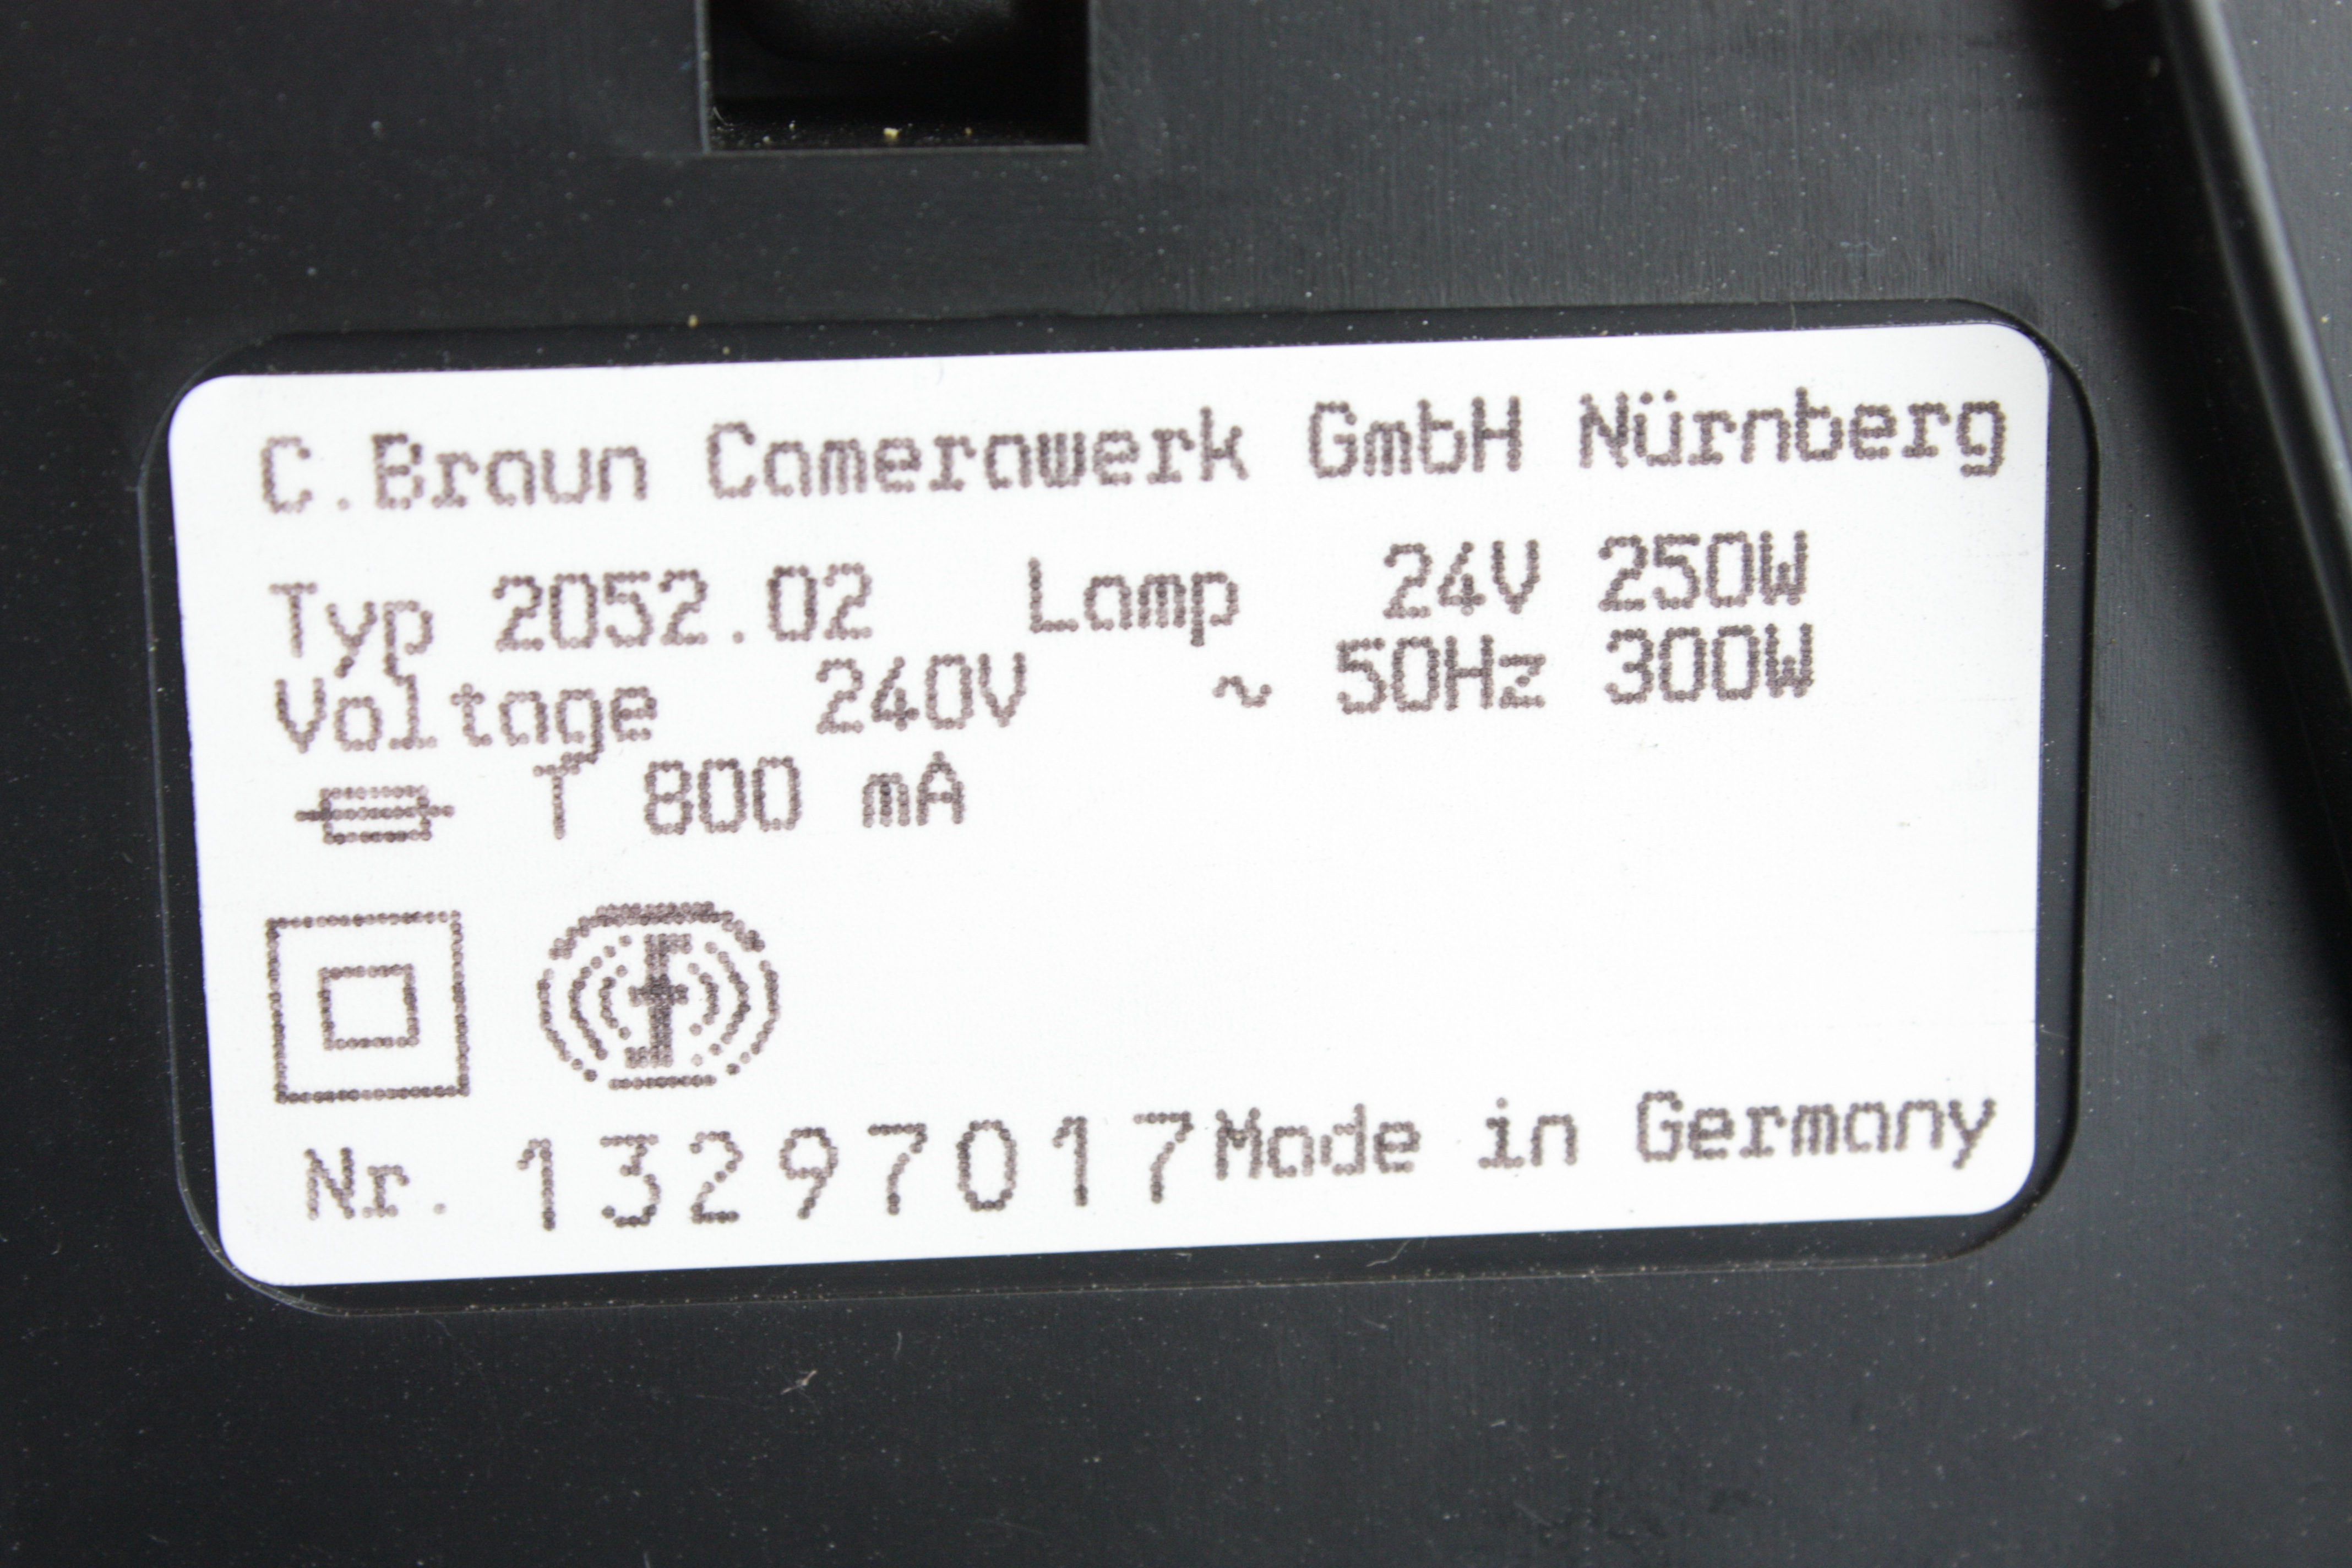 C.Braun Camerawerk GmbH Nürnberg
Typ 2052.02 Lamp 24V 250W
Voltage 240V ~ 50Hz 300W
T 800 mA
Nr. 13297017 Made in Germany